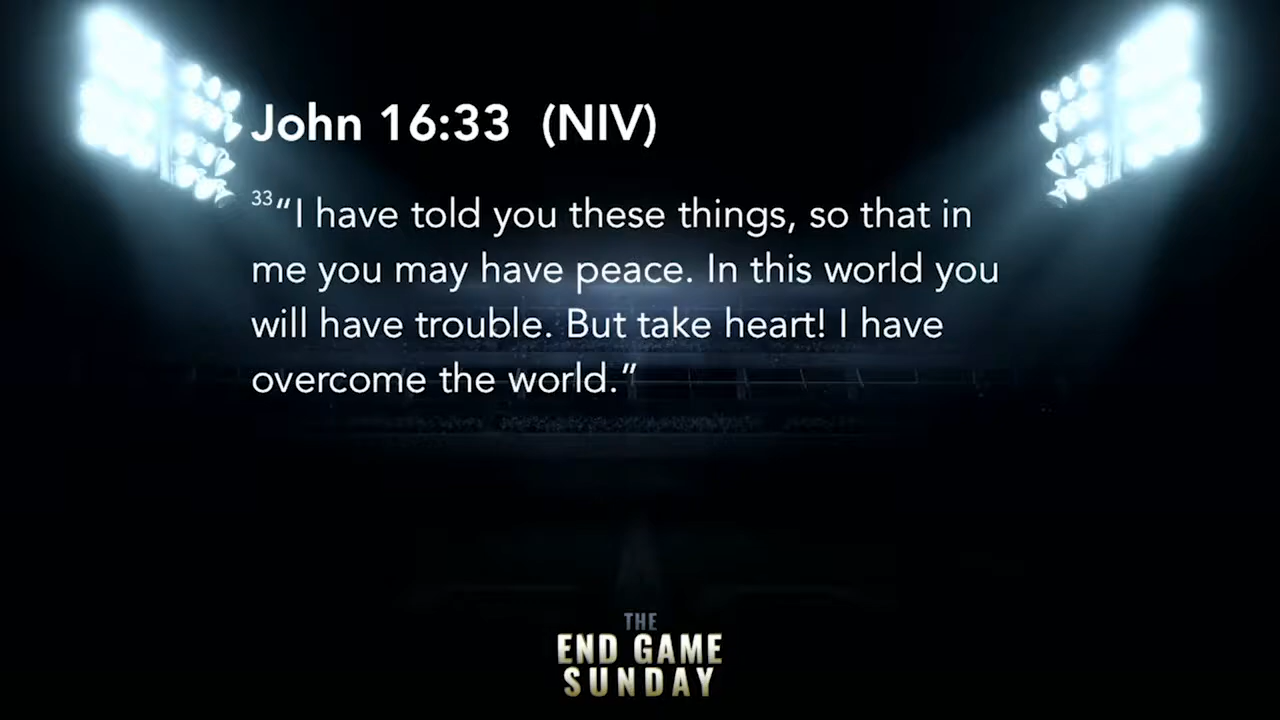 John 16:33 (NIV)
33“I have told you these things, so that in
me you may have peace. In this world you
will have trouble. But take heart! I have
overcome the world.”
THE
END GAME
SUNDAY